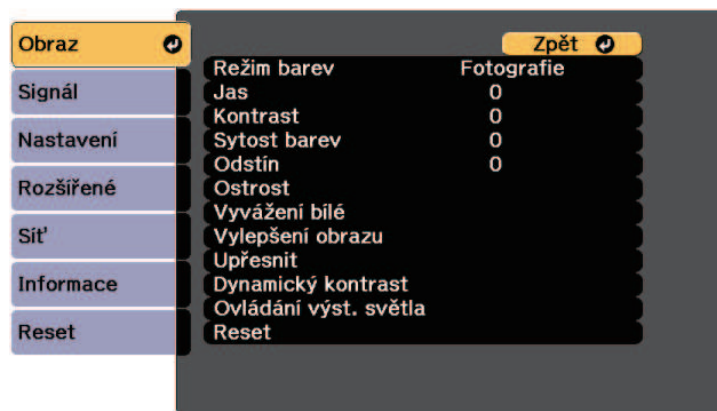 Obraz
Signál
Nastavení
Rozšířené
Síť
Informace
Reset
Zpět
Režim barev Fotografie
Jas 0
Kontrast 0
Sytost barev 0
Odstín 0
Ostrost
Vyvážení bílé
Vylepšení obrazu
Upřesnit
Dynamický kontrast
Ovládání výst. světla
Reset